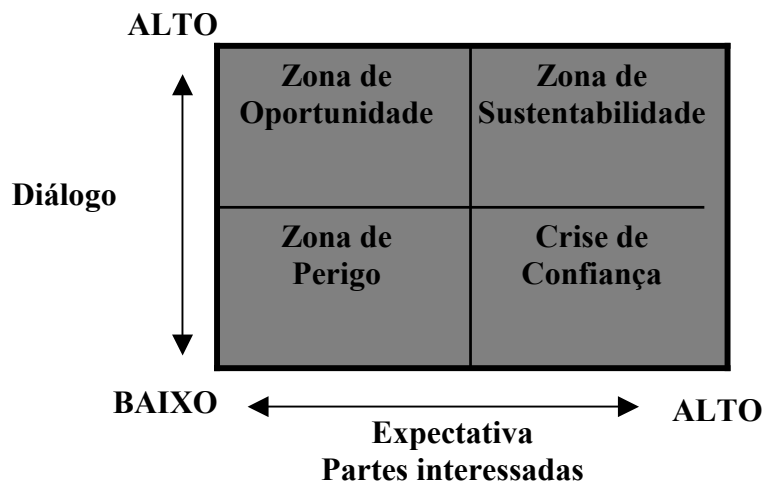 ALTO
Zona de
Oportunidade
Zona de
Sustentabilidade
Diálogo
Zona de
Perigo
Crise de
Confiança
BAIXO
ALTO
Expectativa
Partes interessadas